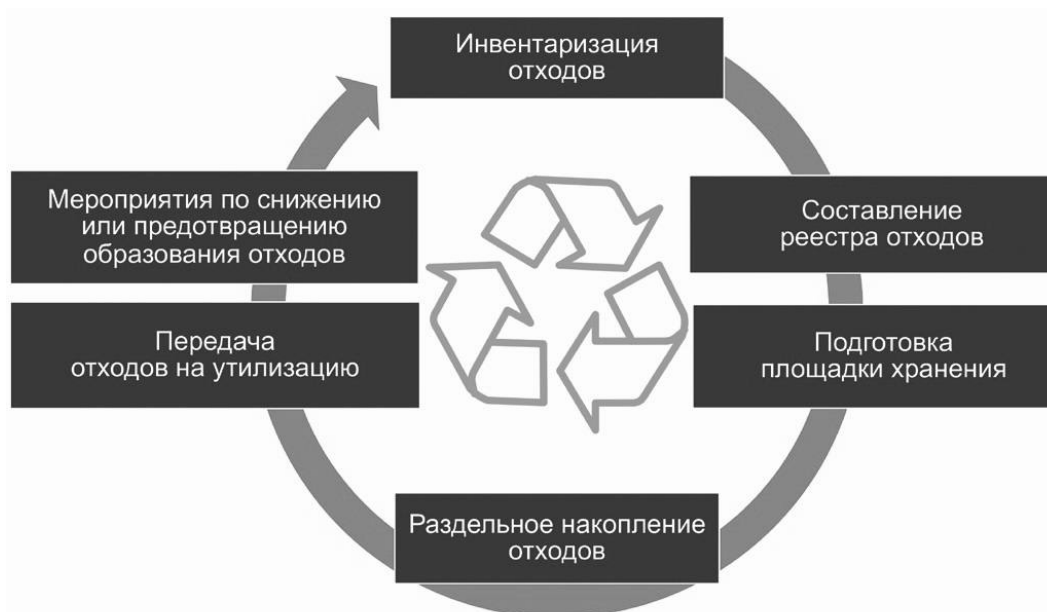 Инвентаризация
отходов
Составление
реестра отходов
Подготовка
площадки хранения
Раздельное накопление
отходов
Передача
отходов на утилизацию
Мероприятия по снижению
или предотвращению
образования отходов